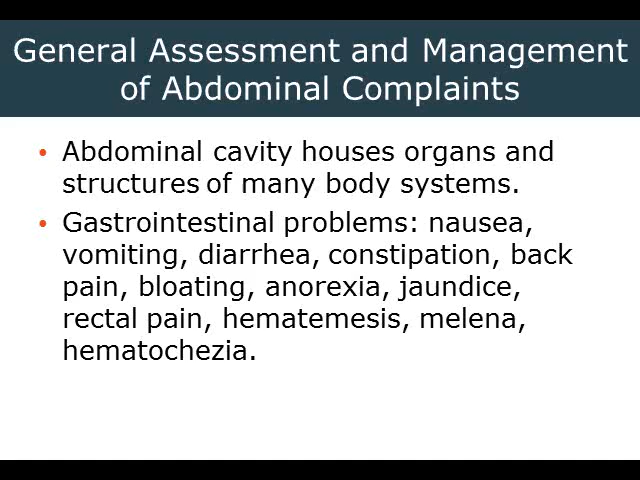 General Assessment and Management
of Abdominal Complaints
• Abdominal cavity houses organs and
structures of many body systems.
• Gastrointestinal problems: nausea,
vomiting, diarrhea, constipation, back
pain, bloating, anorexia, jaundice,
rectal pain, hematemesis, melena,
hematochezia.